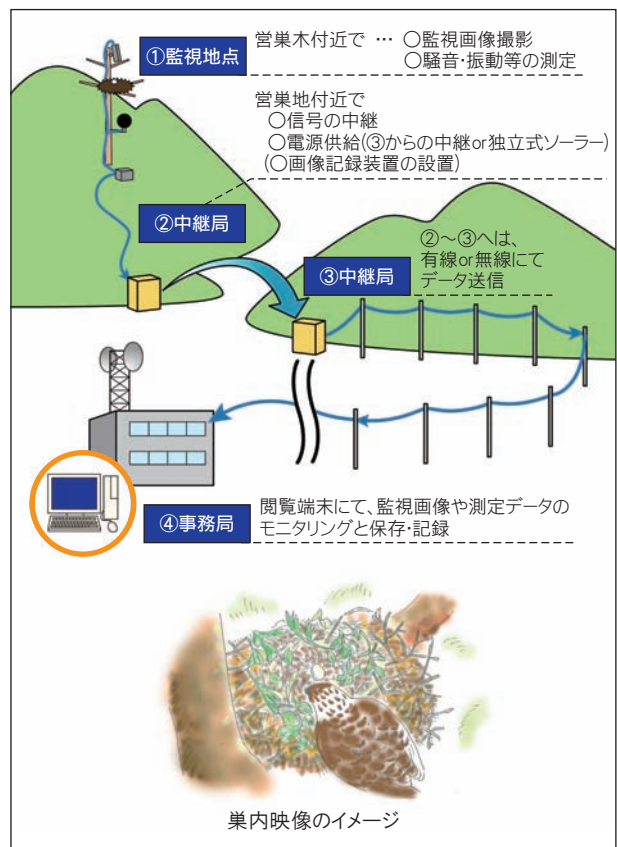 ①監視地点
営巣木付近で … ○監視画像撮影
○騒音・振動等の測定
営巣地付近で
○信号の中継
○電源供給(③からの中継or独立式ソーラー)
(○画像記録装置の設置)
②中継局
③中継局
②～③へは、
有線or無線にて
データ送信
④事務局
閲覧端末にて、監視画像や測定データの
モニタリングと保存・記録
巣内映像のイメージ